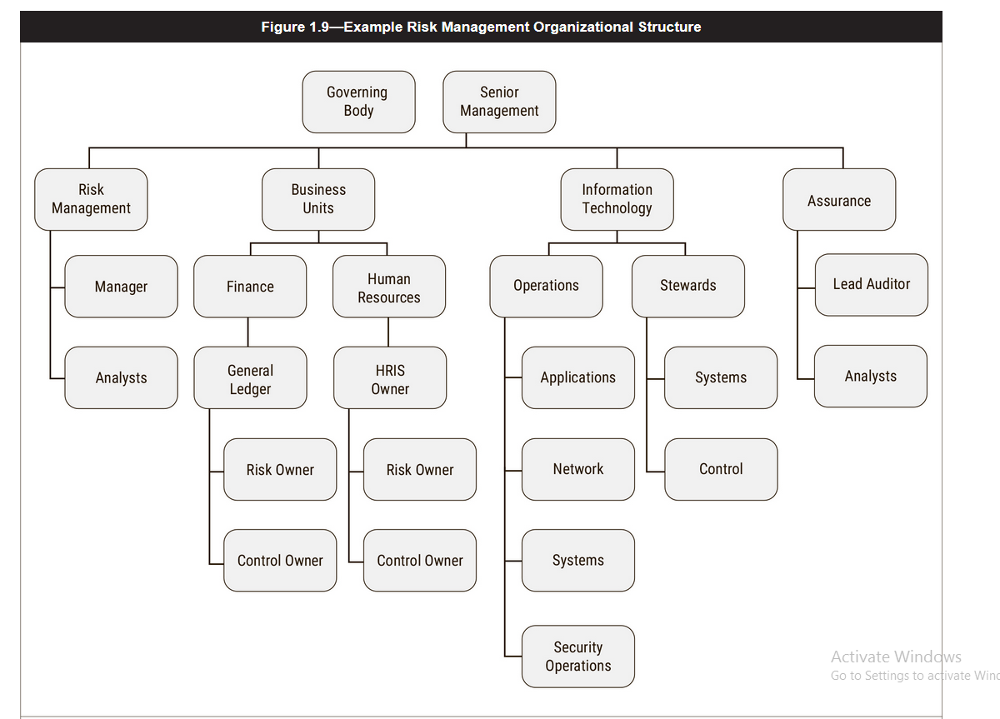 Figure 1.9—Example Risk Management Organizational Structure
Governing
Body
Senior
Management
Risk
Management
Business
Units
Information
Technology
Assurance
Manager
Finance
Human
Resources
Operations
Stewards
Lead Auditor
Analysts
General
Ledger
HRIS
Owner
Applications
Systems
Analysts
Risk Owner
Risk Owner
Network
Control
Control Owner
Control Owner
Systems
Security
Operations
Activate Windows
Go to Settings to activate Wind